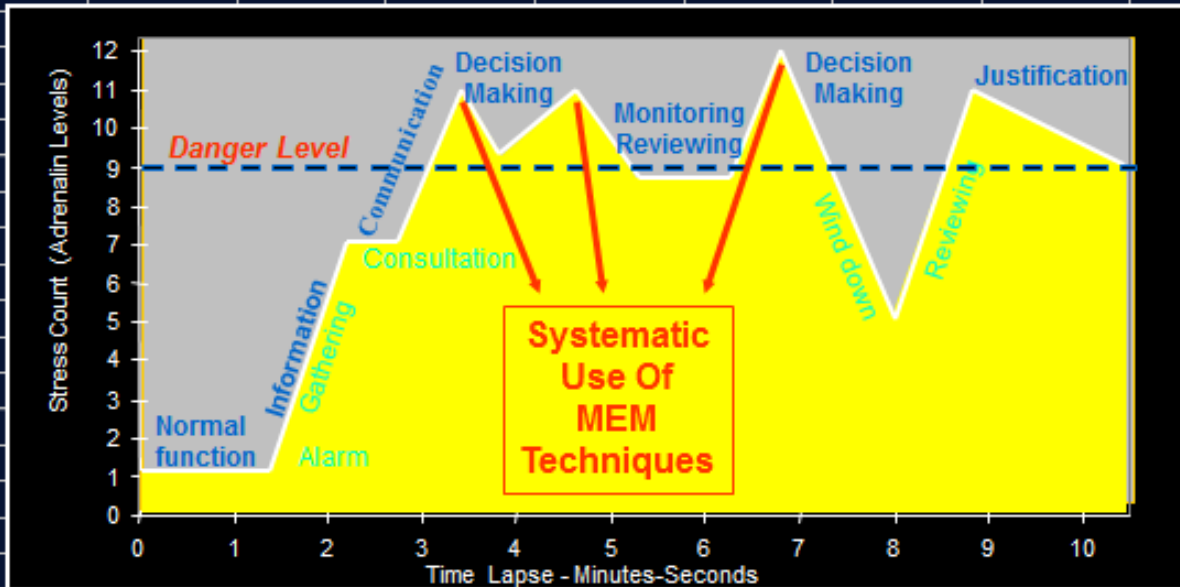 Stress Count (Adrenalin Levels)
12
11
10
9
8
7
6
5
4
3
2
1
0
Danger Level
Normal
function
Alarm
Information
Gathering
Communication
Consultation
Decision
Making
Monitoring
Reviewing
Decision
Making
Wind down
Reviewing
Justification
Systematic
Use Of
MEM
Techniques
0 1 2 3 4 5 6 7 8 9 10
Time Lapse - Minutes-Seconds